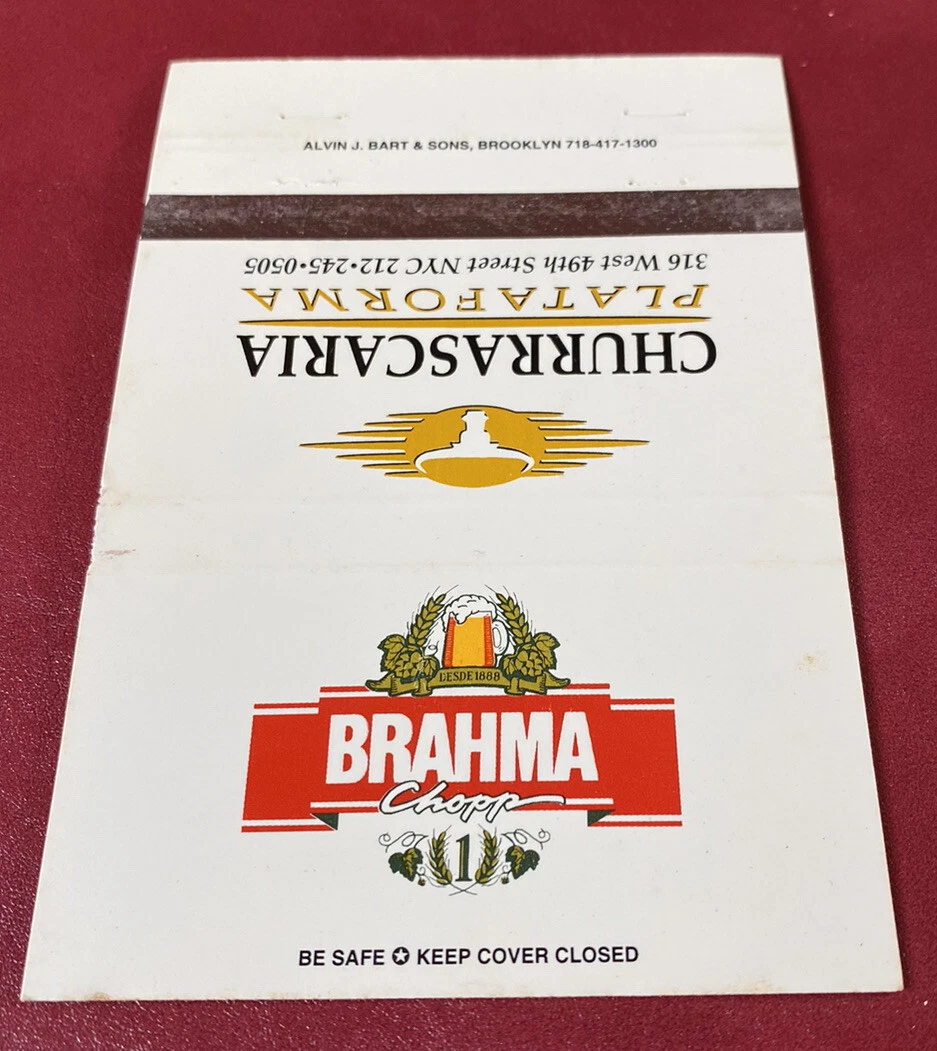 ALVIN J. BART & SONS, BROOKLYN 718-417-1300
CHURRASCARIA
PLATAFORMA
316 West 49th Street NYC 212•245•0505
DESDE 1888
BRAHMA
Chopp
1
BE SAFE ✪ KEEP COVER CLOSED